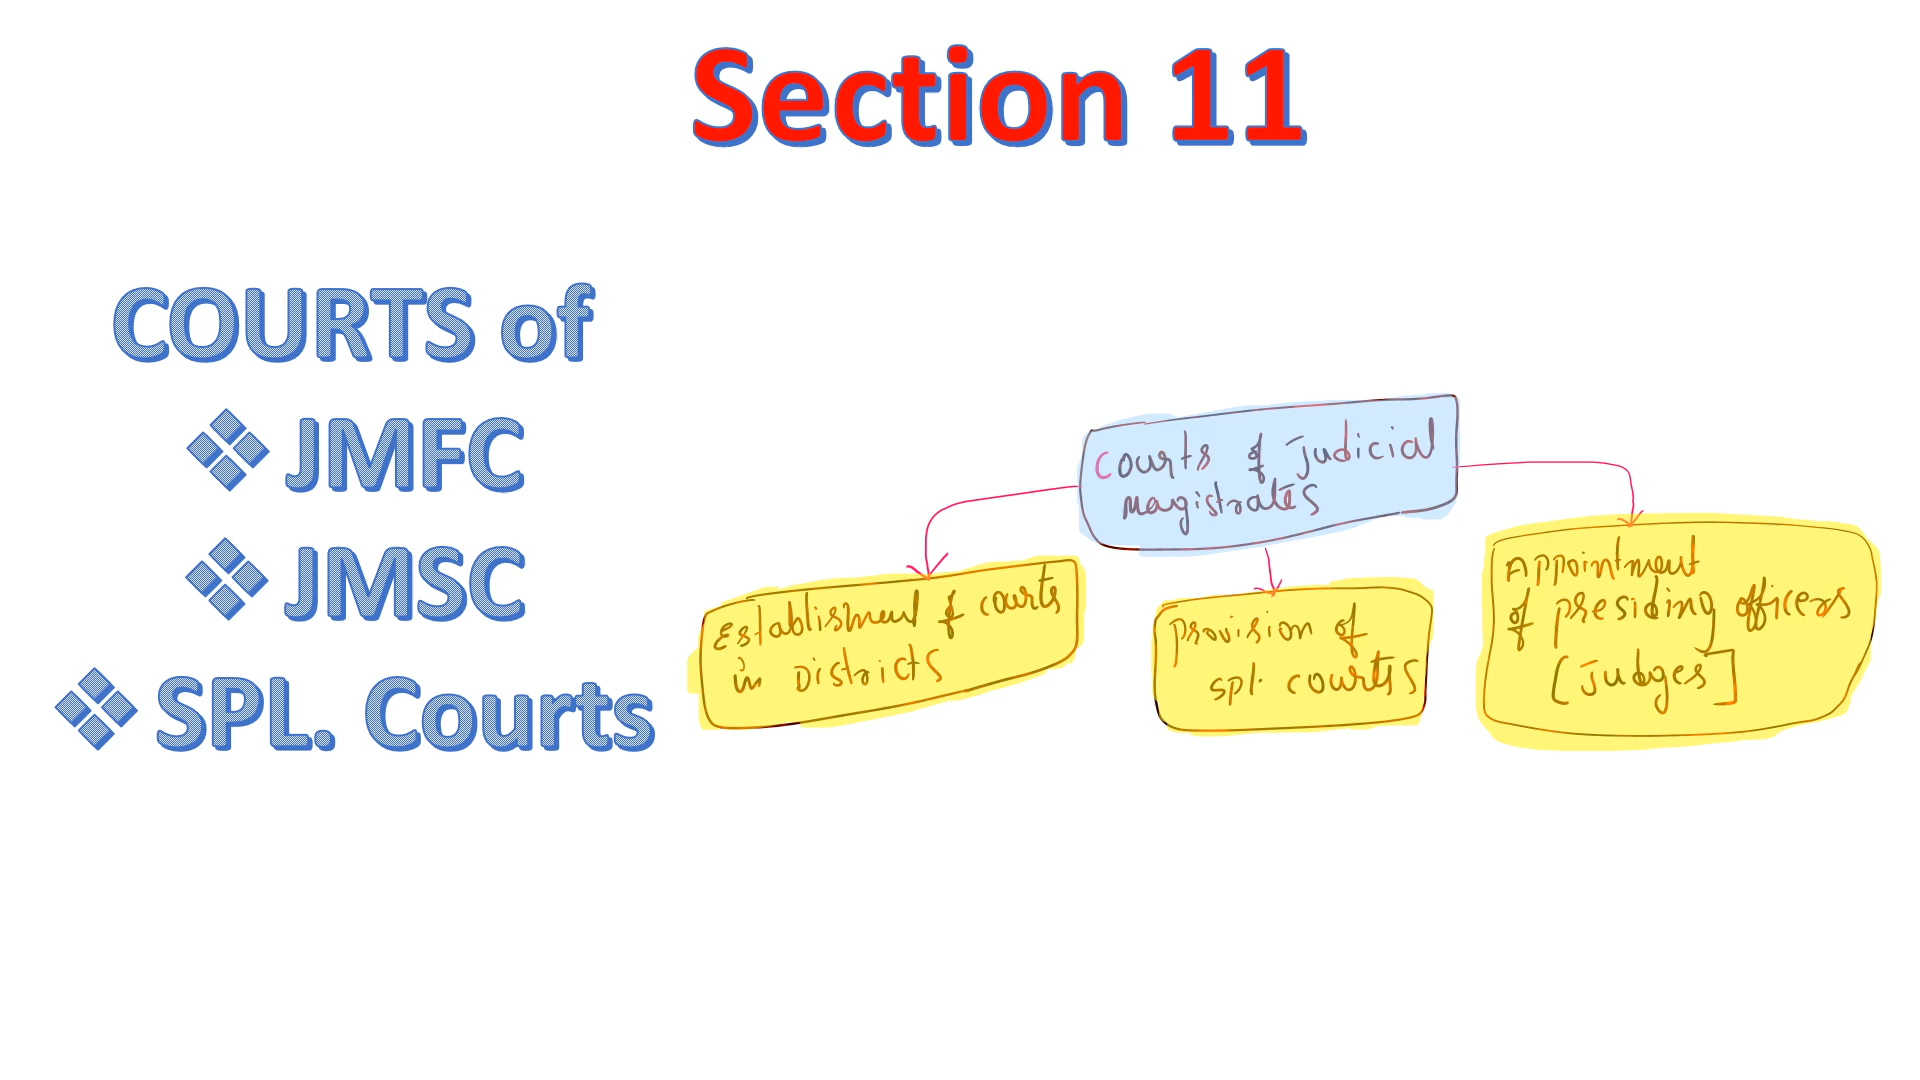 Section 11
COURTS of
JMFC
JMSC
SPL. Courts
Courts of Judicial
magistrates
Establishment of courts
in Districts
Provision of
Spl. courts
Appointment
of presiding officers
[Judges]